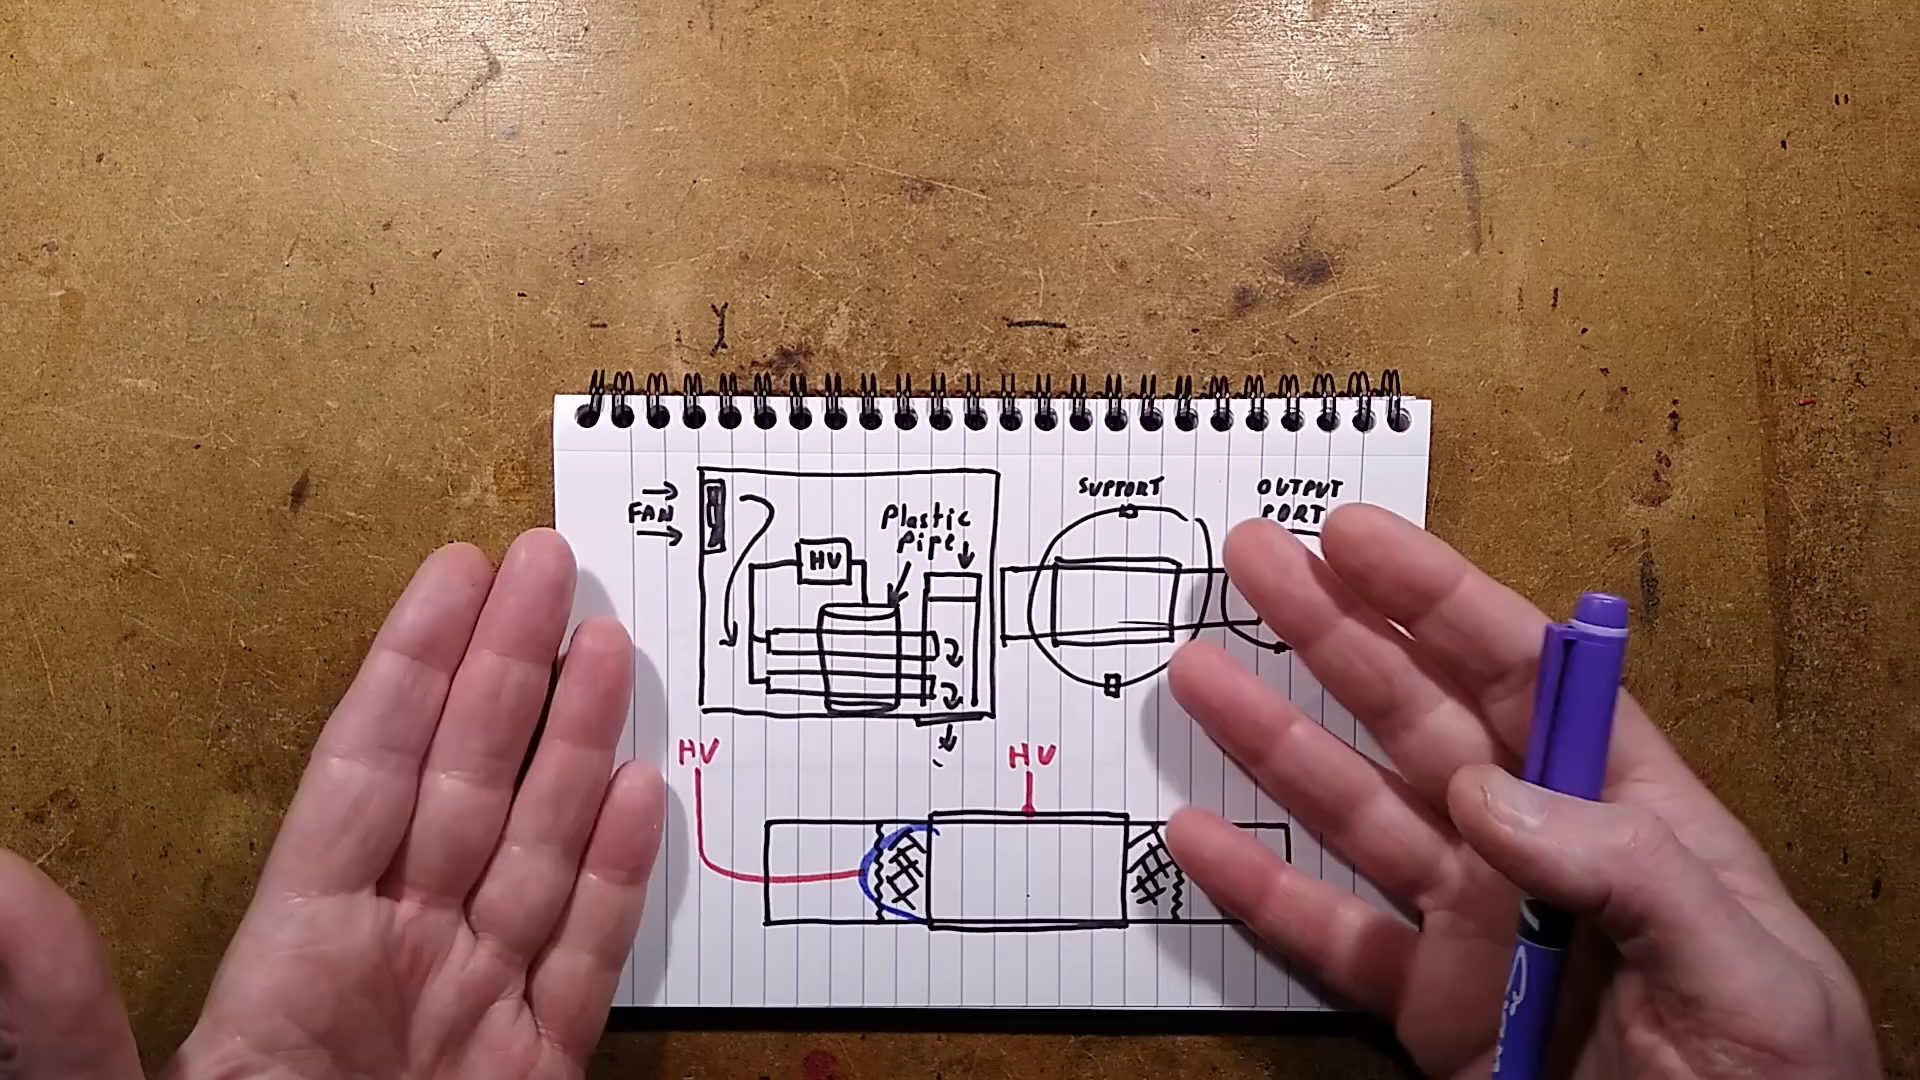 FAN
HV
Plastic
Pipe
SUPPORT
OUTPUT
PORT
HV
HV